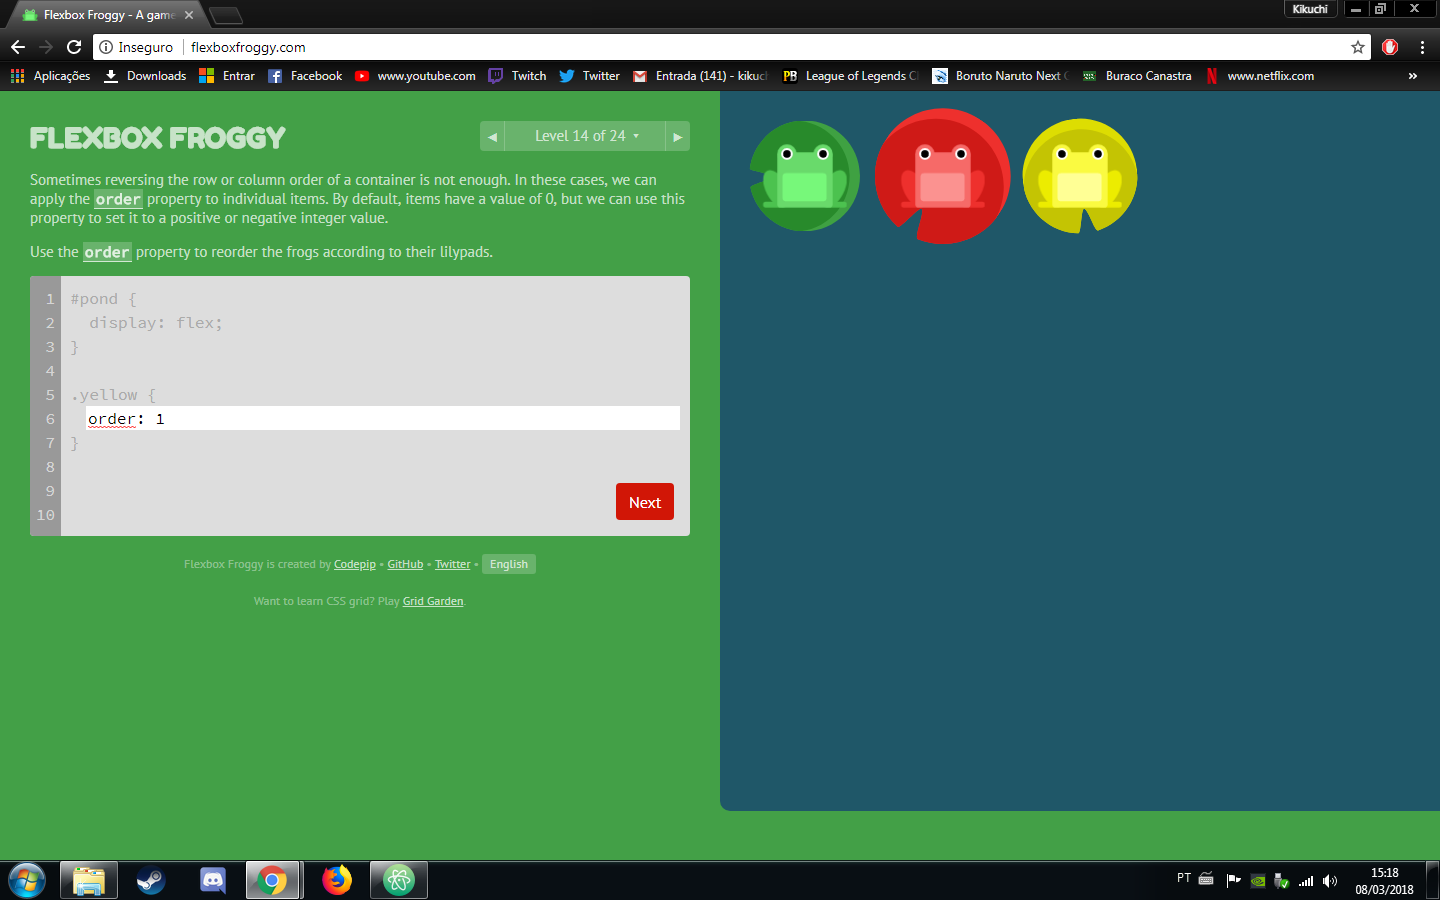 Flexbox Froggy - A game
Kikuchi
Inseguro flexboxfroggy.com
Aplicações Downloads Entrar Facebook www.youtube.com Twitch Twitter Entrada (141) - kikuc PB League of Legends C Boruto Naruto Next Buraco Canastra N www.netflix.com »
FLEXBOX FROGGY
◀ Level 14 of 24 ▾ ▶
Sometimes reversing the row or column order of a container is not enough. In these cases, we can
apply the order property to individual items. By default, items have a value of 0, but we can use this
property to set it to a positive or negative integer value.
Use the order property to reorder the frogs according to their lilypads.
1 #pond {
2 display: flex;
3 }
4
5 .yellow {
6 order: 1
7 }
8
9
10
Next
Flexbox Froggy is created by Codepip • GitHub • Twitter • English
Want to learn CSS grid? Play Grid Garden.
PT
15:18
08/03/2018